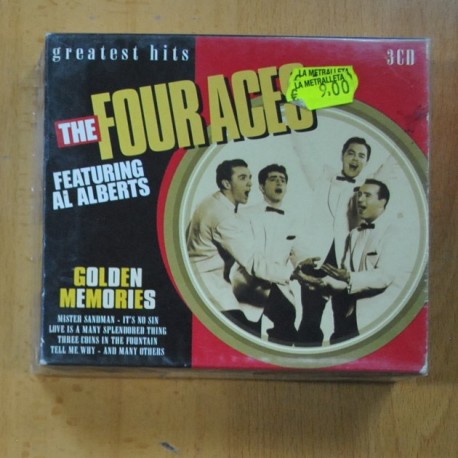 greatest hits
3CD
LA METRALLETA
LA METRALLETA
€ 9.00
THE FOUR ACES
FEATURING
AL ALBERTS
GOLDEN
MEMORIES
MISTER SANDMAN - IT'S NO SIN
LOVE IS A MANY SPLENDORED THING
THREE COINS IN THE FOUNTAIN
TELL ME WHY - AND MANY OTHERS